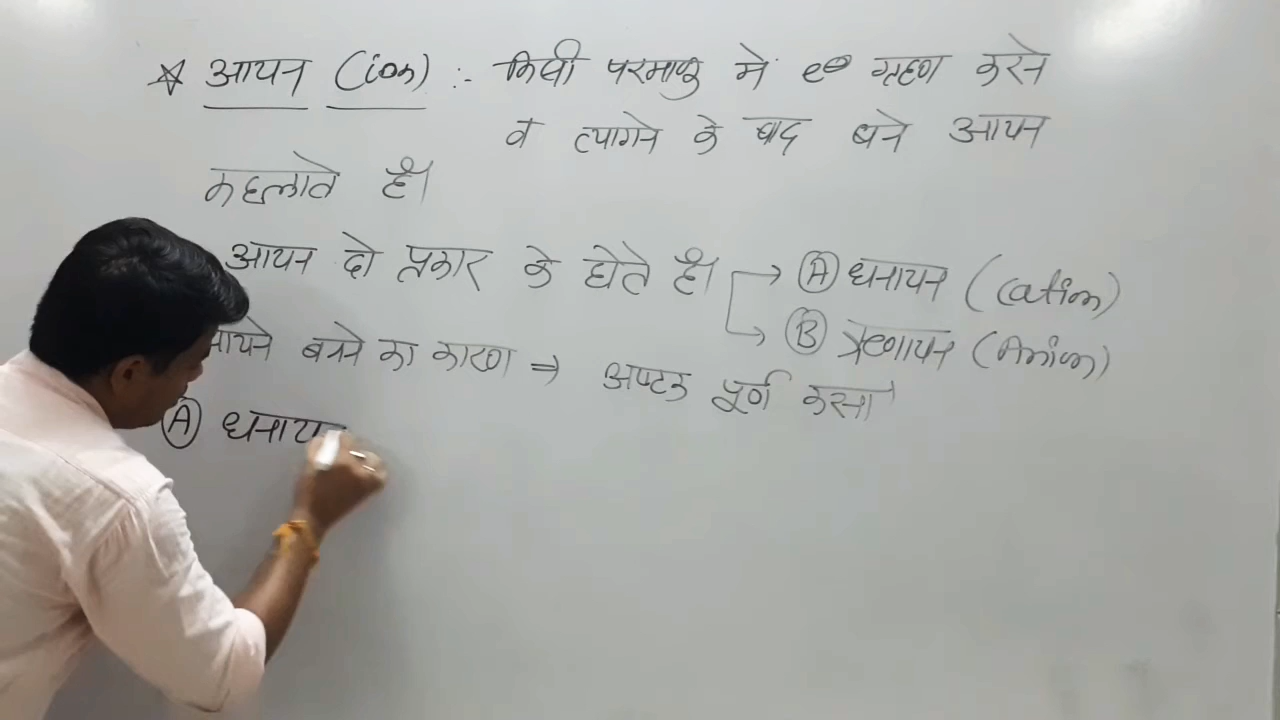 ☆ आयन (ion) :- किसी परमाणु मे e⊖ ग्रहण करने
व त्यागने के बाद बने आयन
कहलाते है।
आयन दो प्रकार के होते है।
→ (A) धनायन (Cation)
→ (B) ऋणायन (Anion)
आयने बनने का कारण ⇒ अष्टक पूर्ण करना
(A) धनाय